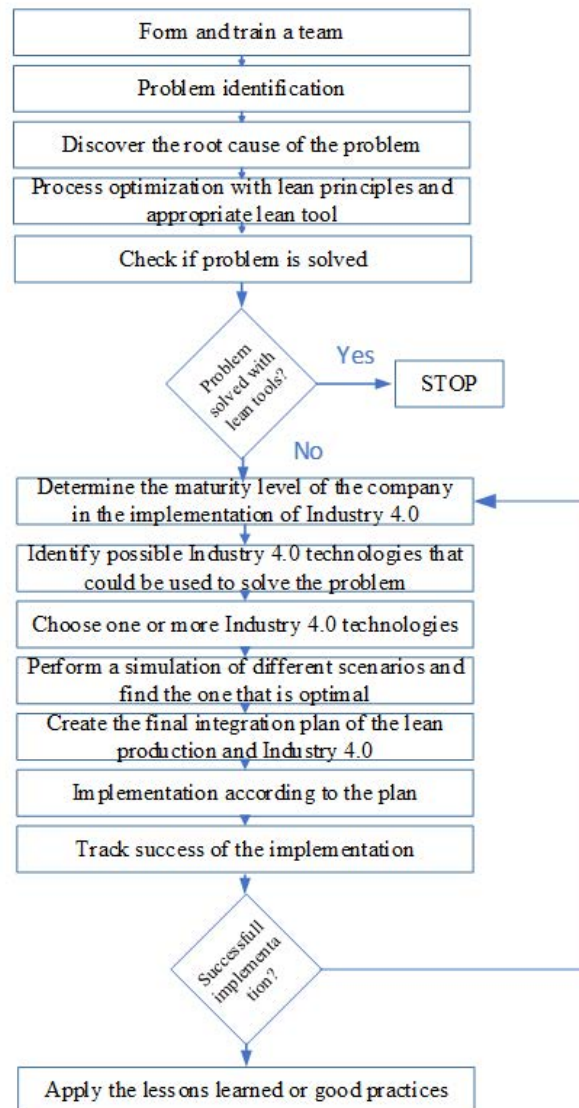 Form and train a team
Problem identification
Discover the root cause of the problem
Process optimization with lean principles and
appropriate lean tool
Check if problem is solved
Problem
solved with
lean tools?
Yes
STOP
No
Determine the maturity level of the company
in the implementation of Industry 4.0
Identify possible Industry 4.0 technologies that
could be used to solve the problem
Choose one or more Industry 4.0 technologies
Perform a simulation of different scenarios and
find the one that is optimal
Create the final integration plan of the lean
production and Industry 4.0
Implementation according to the plan
Track success of the implementation
Successfull
implementa
tion?
Apply the lessons learned or good practices